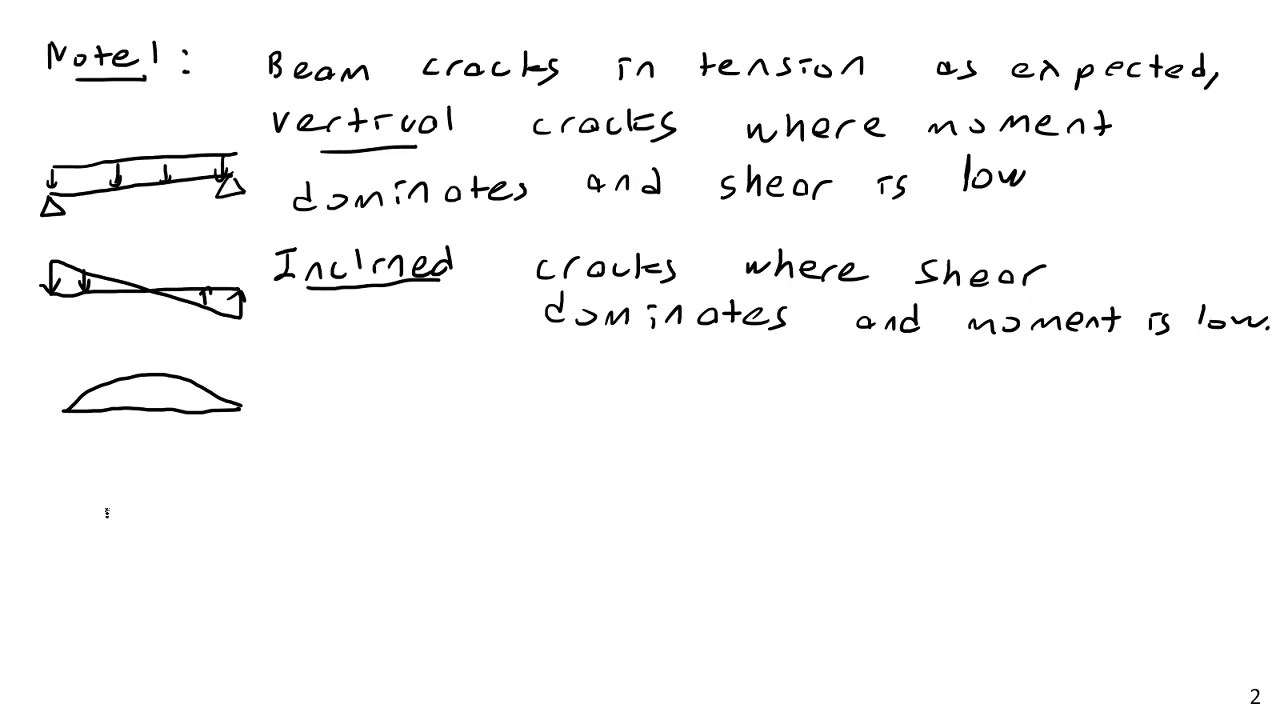 Note 1: Beam cracks in tension as expected,
vertical cracks where moment
dominates and shear is low
Inclined cracks where shear
dominates and moment is low.
2